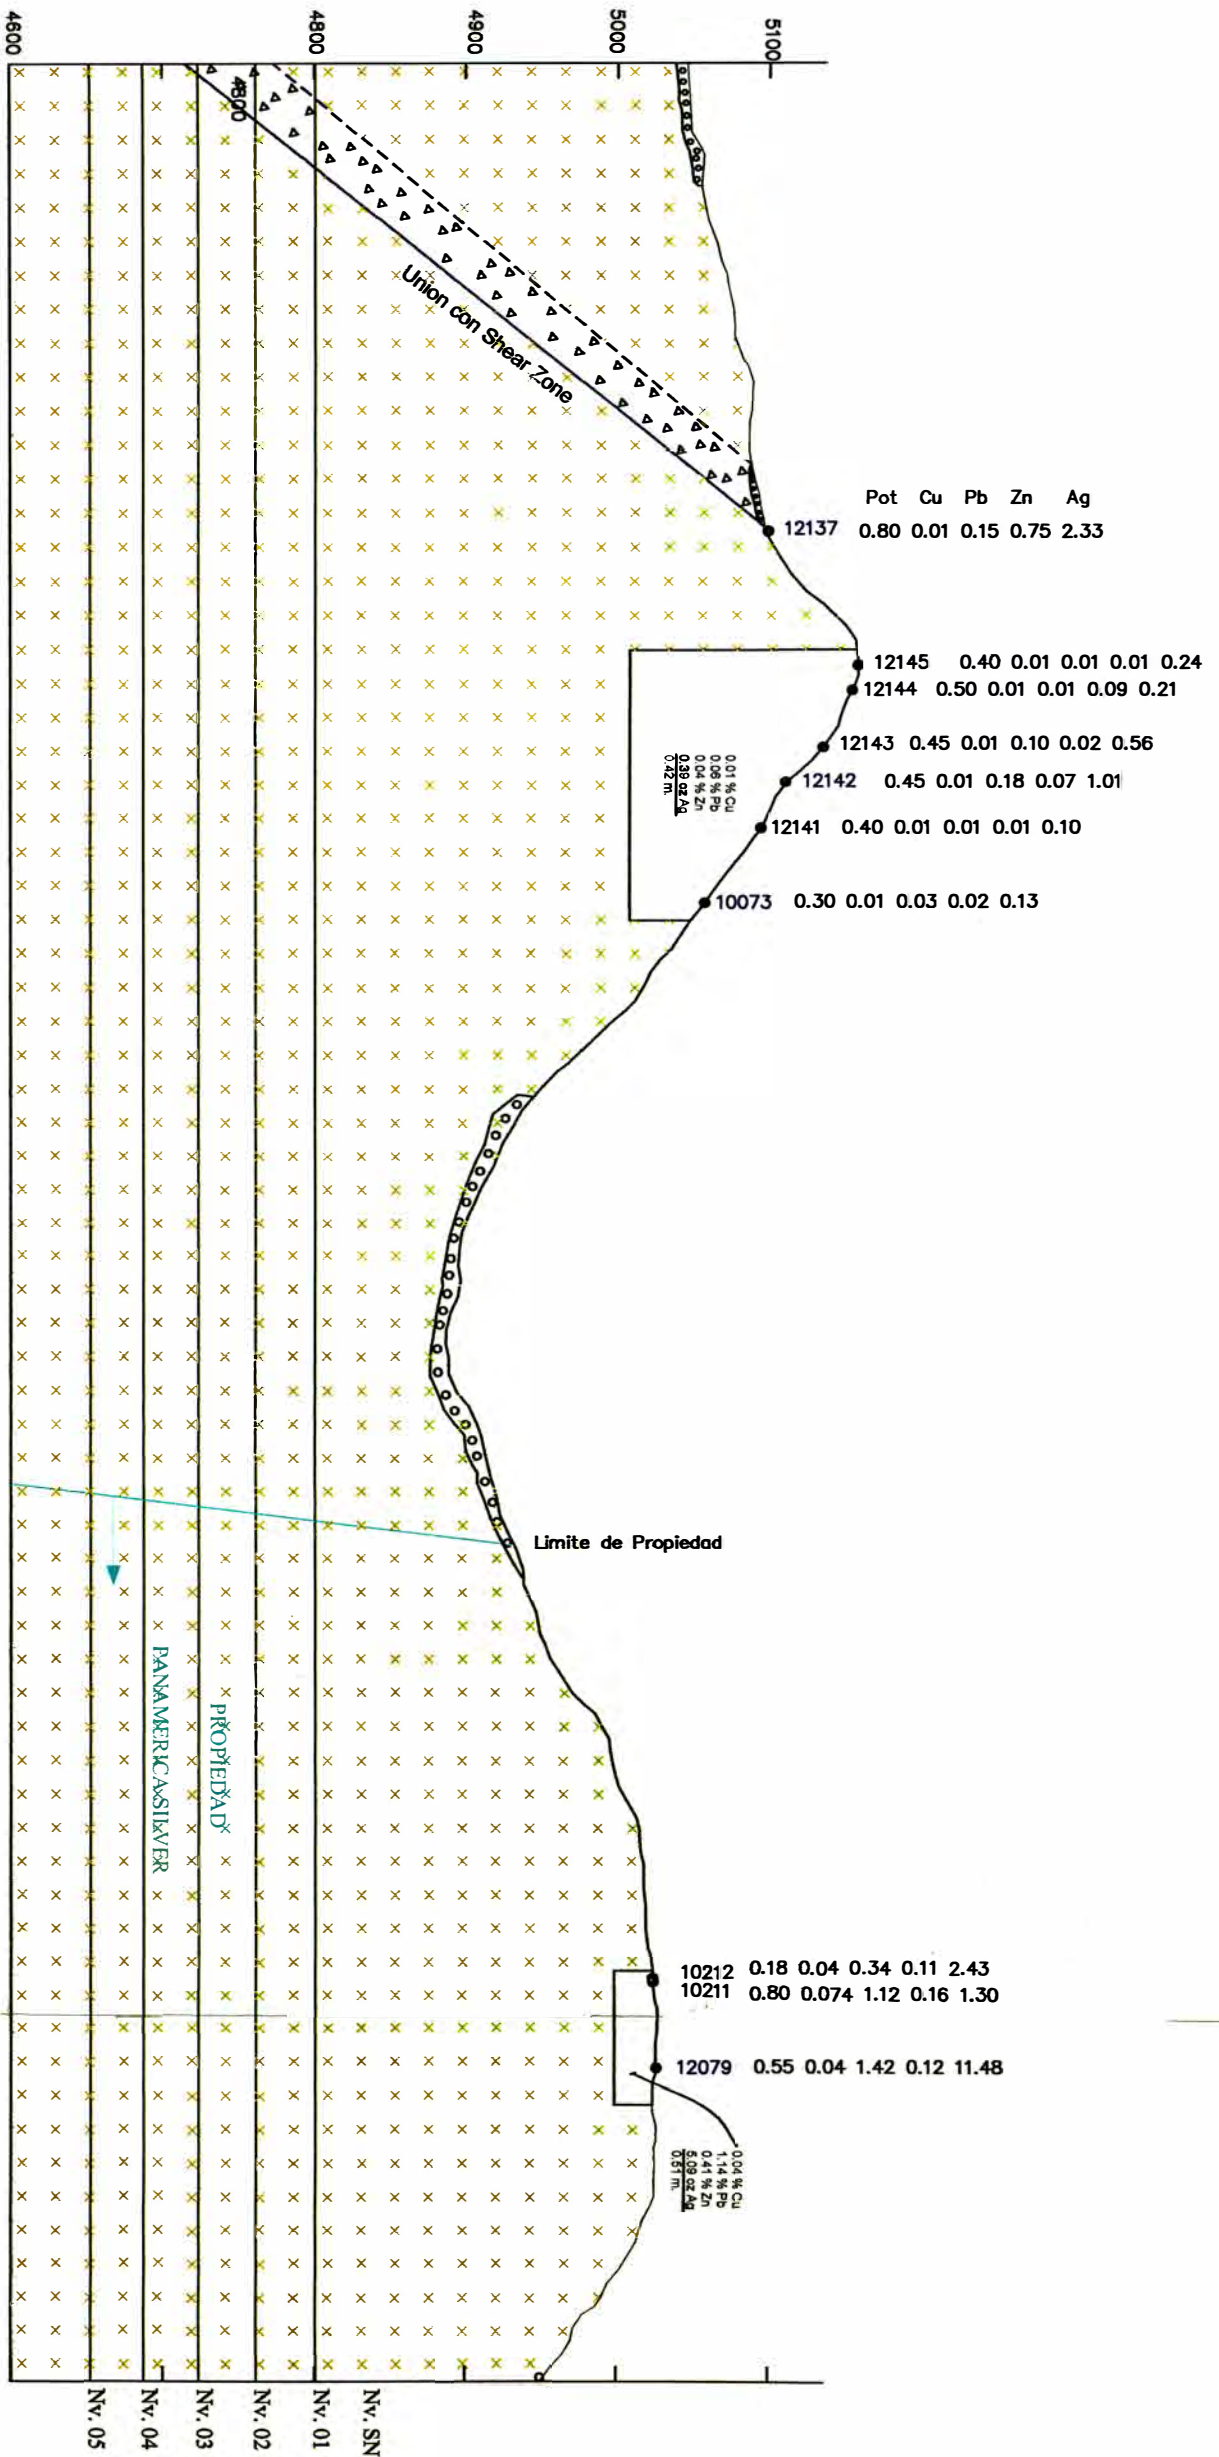 4600
4800
4900
5000
5100
4800
Union con Shear Zone
Pot Cu Pb Zn Ag
12137 0.80 0.01 0.15 0.75 2.33
12145 0.40 0.01 0.01 0.01 0.24
12144 0.50 0.01 0.01 0.09 0.21
12143 0.45 0.01 0.10 0.02 0.56
12142 0.45 0.01 0.18 0.07 1.01
12141 0.40 0.01 0.01 0.01 0.10
10073 0.30 0.01 0.03 0.02 0.13
0.01 % Cu
0.06 % Pb
0.04 % Zn
0.39 oz Ag
0.42 m.
Limite de Propiedad
PROPIEDAD
PANAMERICA SILVER
10212 0.18 0.04 0.34 0.11 2.43
10211 0.80 0.074 1.12 0.16 1.30
12079 0.55 0.04 1.42 0.12 11.48
0.04 % Cu
1.14 % Pb
0.41 % Zn
5.09 oz Ag
0.51 m.
Nv. SN
Nv. 01
Nv. 02
Nv. 03
Nv. 04
Nv. 05